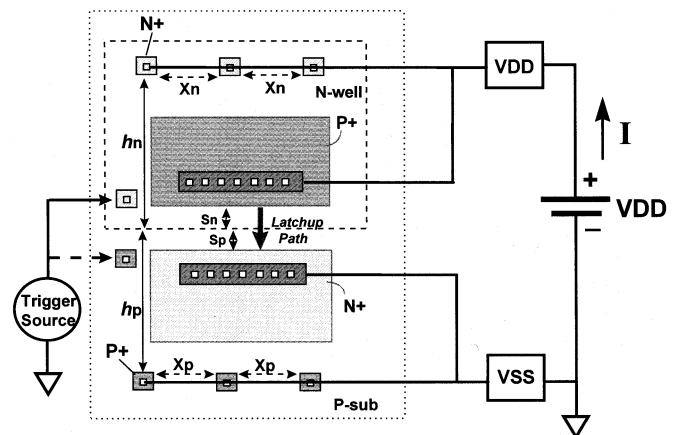 N+
VDD
Xn
Xn
N-well
P+
I
hn
+
VDD
−
Sn
Latchup
Path
Sp
Trigger
Source
hp
N+
P+
Xp
Xp
VSS
P-sub